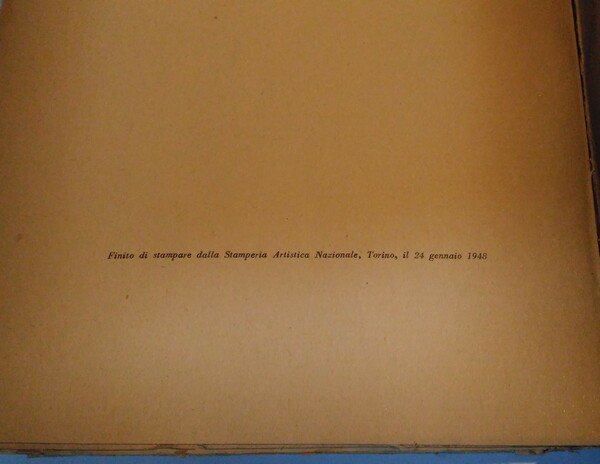 Finito di stampare dalla Stamperia Artistica Nazionale, Torino, il 24 gennaio 1948